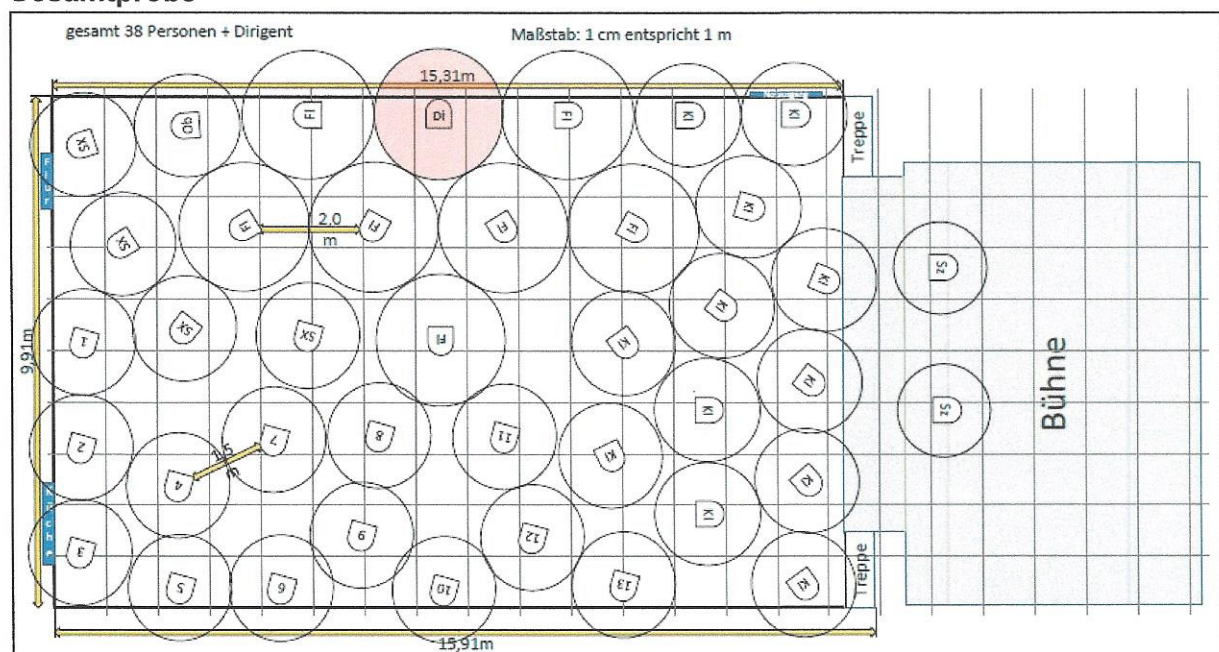 Gesamtprobe
gesamt 38 Personen + Dirigent
Maßstab: 1 cm entspricht 1 m
15,31m
SX
Ob
Fl
Di
Fl
Kl
Kl
Treppe
Flur
Fl
2,0
m
Fl
Fl
Fl
Kl
SX
Kl
Sz
1
SX
SX
Fl
Kl
Kl
9,91m
Kl
Kl
Sz
Bühne
2
7
8
11
1,5
m
4
Kl
Kl
Küche
3
9
12
Kl
5
6
10
13
Kl
Treppe
15,91m